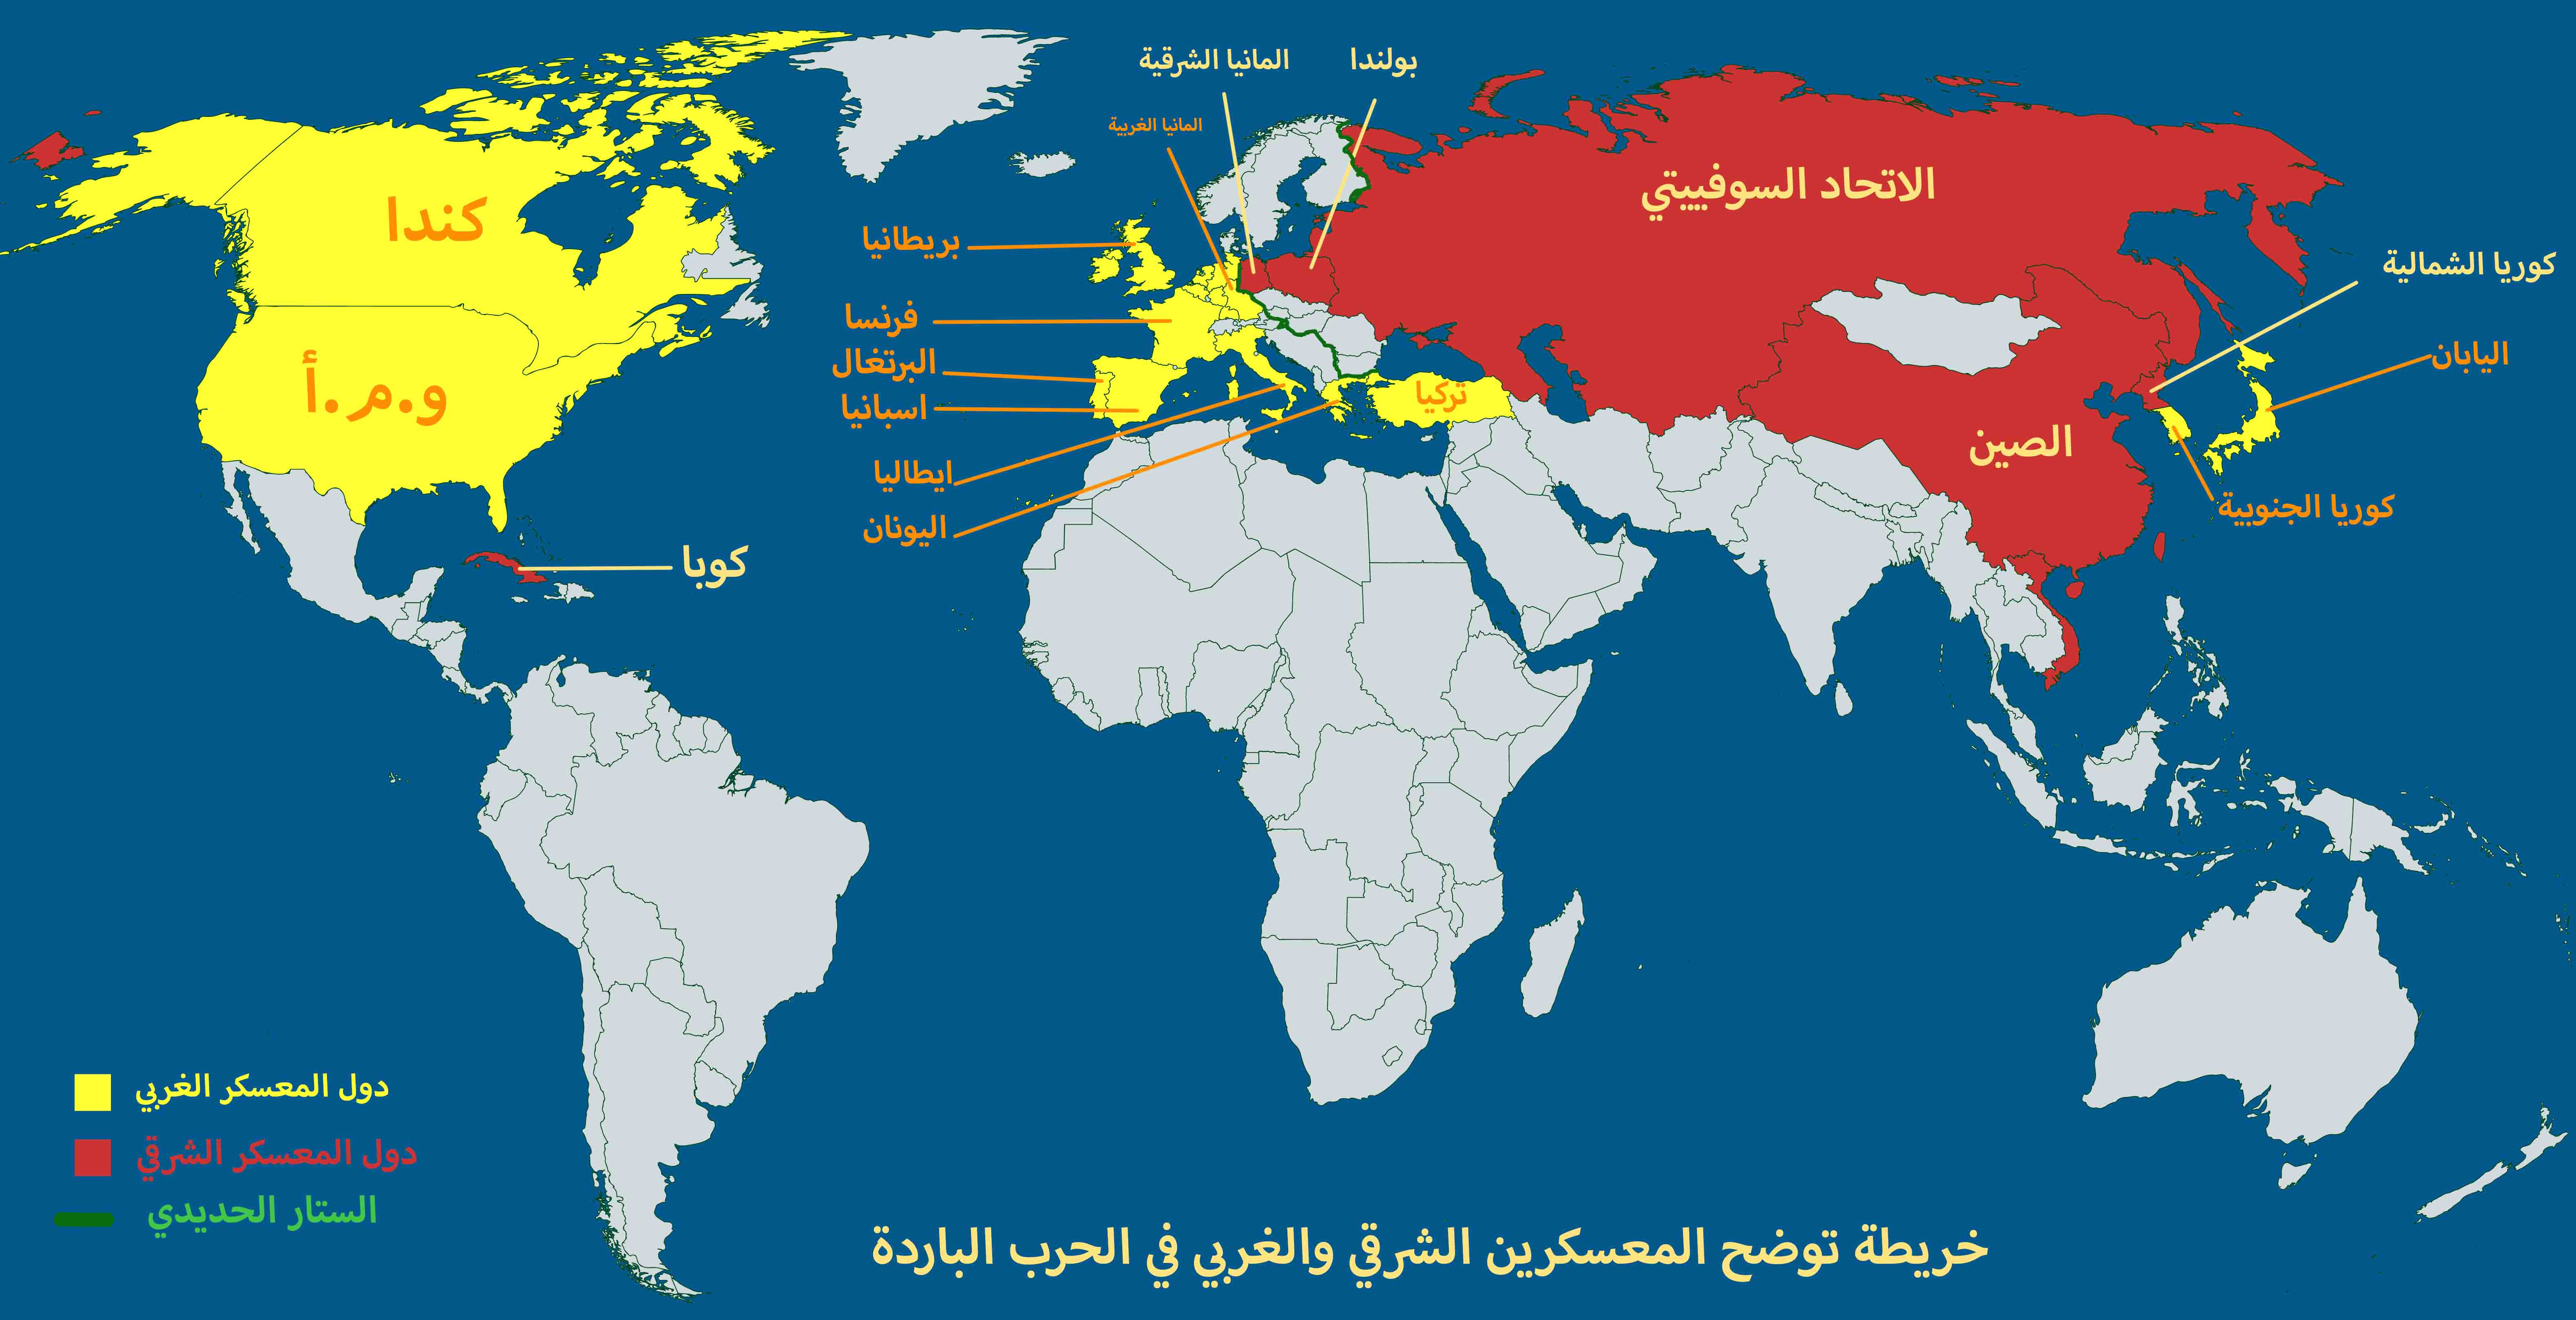 المانيا الشرقية
بولندا
المانيا الغربية
الاتحاد السوفييتي
كندا
بريطانيا
كوريا الشمالية
فرنسا
البرتغال
اليابان
و.م.أ
تركيا
اسبانيا
الصين
ايطاليا
كوريا الجنوبية
اليونان
كوبا
دول المعسكر الغربي
دول المعسكر الشرقي
الستار الحديدي
خريطة توضح المعسكرين الشرقي والغربي في الحرب الباردة